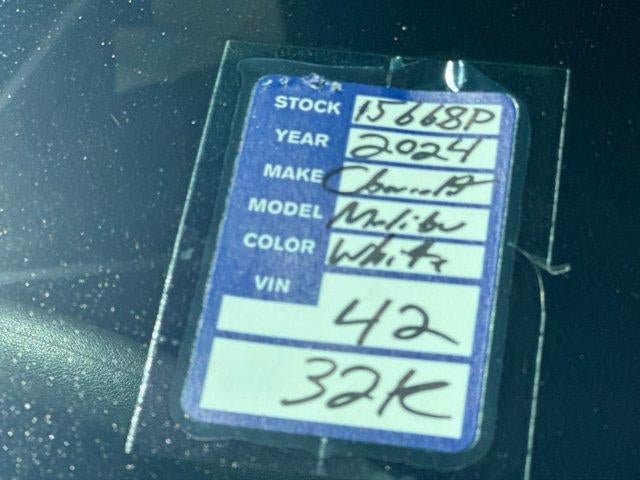 STOCK 15668P
YEAR 2024
MAKE Chevrolet
MODEL Malibu
COLOR White
VIN
42
32K